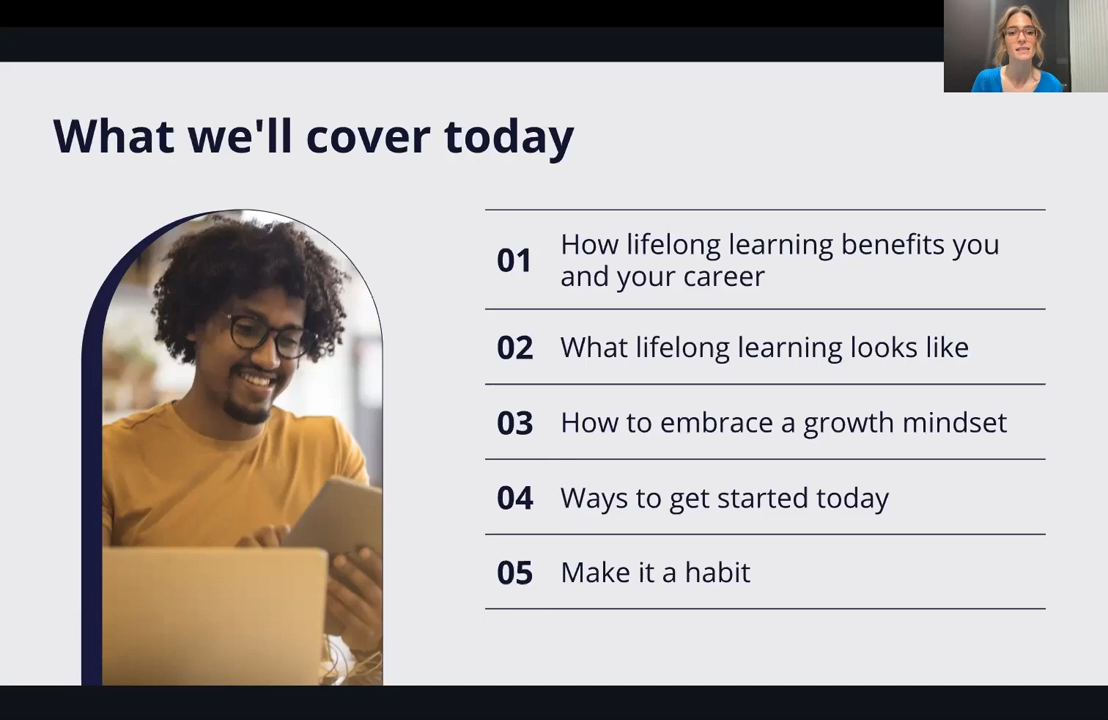 What we'll cover today
01 How lifelong learning benefits you
and your career
02 What lifelong learning looks like
03 How to embrace a growth mindset
04 Ways to get started today
05 Make it a habit